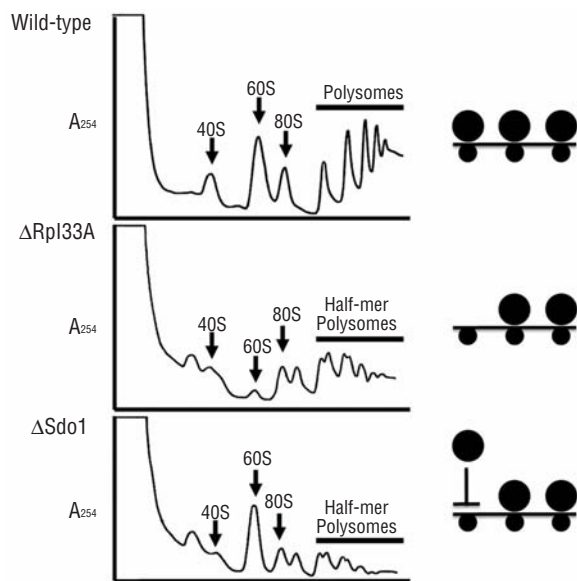 Wild-type
60S
Polysomes
40S
80S
A254
ΔRpl33A
Half-mer
Polysomes
40S
80S
60S
A254
ΔSdo1
60S
Half-mer
Polysomes
40S
80S
A254